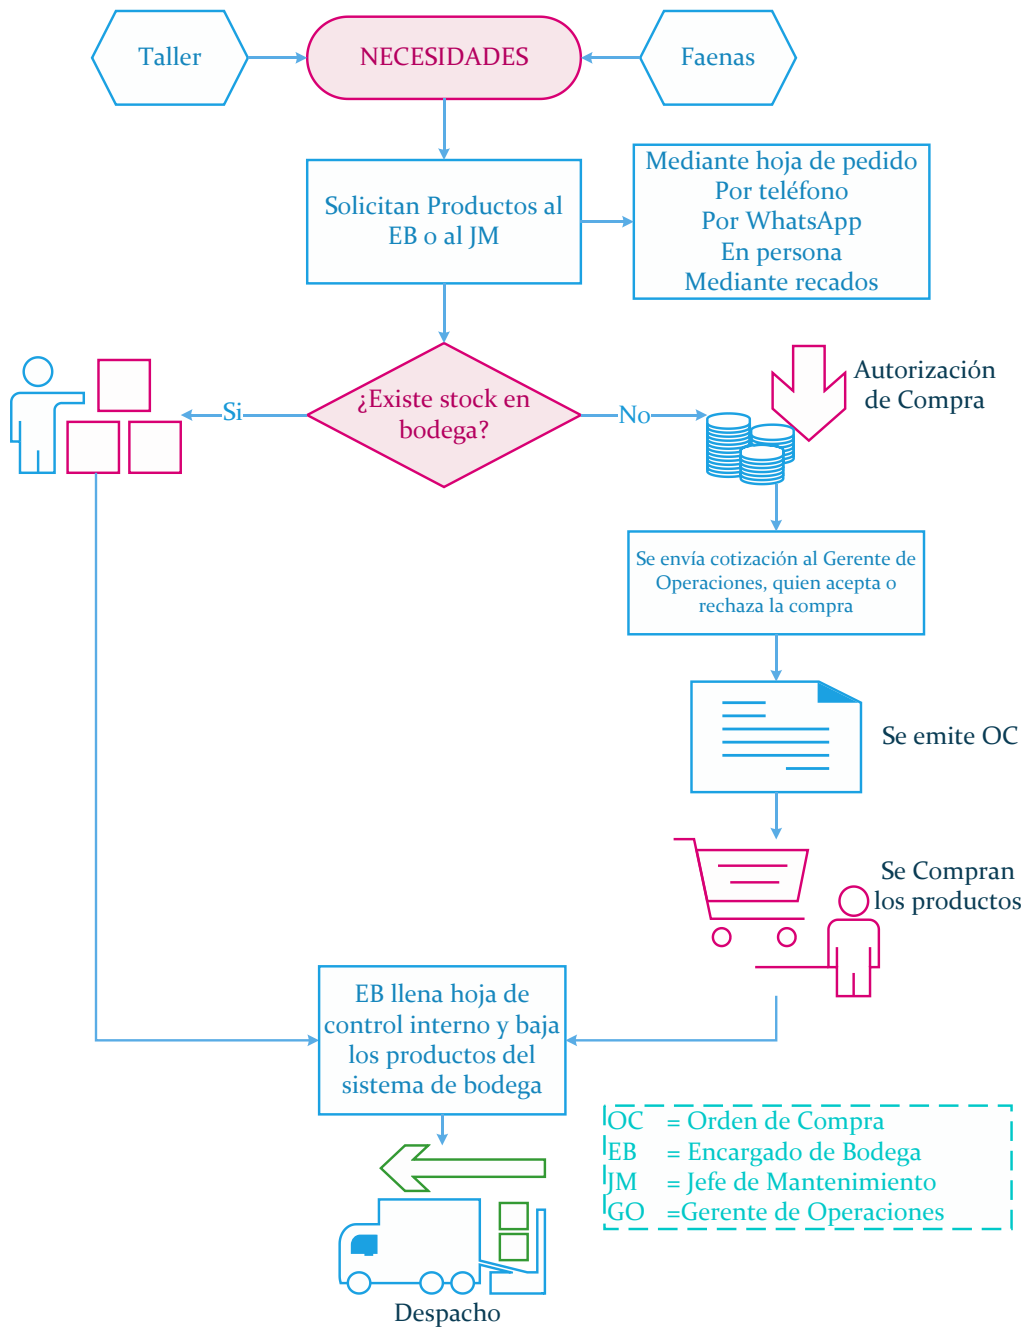 Taller
NECESIDADES
Faenas
Solicitan Productos al
EB o al JM
Mediante hoja de pedido
Por teléfono
Por WhatsApp
En persona
Mediante recados
¿Existe stock en
bodega?
Si
No
Autorización
de Compra
Se envía cotización al Gerente de
Operaciones, quien acepta o
rechaza la compra
Se emite OC
Se Compran
los productos
EB llena hoja de
control interno y baja
los productos del
sistema de bodega
OC = Orden de Compra
EB = Encargado de Bodega
JM = Jefe de Mantenimiento
GO =Gerente de Operaciones
Despacho